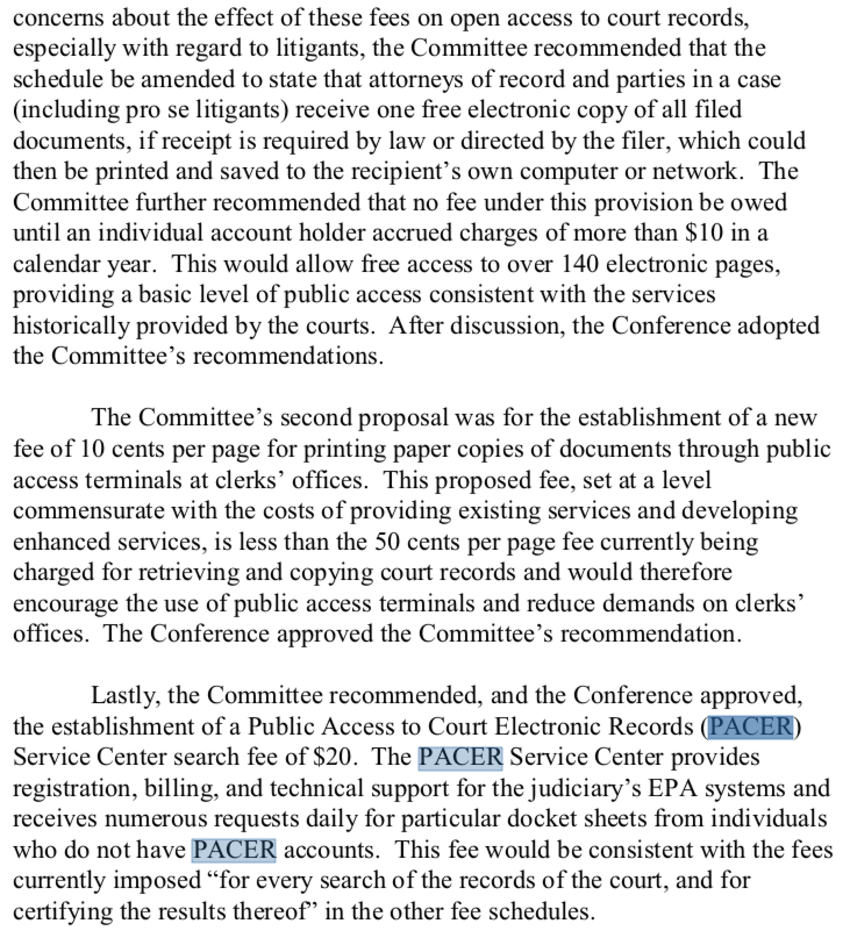 concerns about the effect of these fees on open access to court records,
especially with regard to litigants, the Committee recommended that the
schedule be amended to state that attorneys of record and parties in a case
(including pro se litigants) receive one free electronic copy of all filed
documents, if receipt is required by law or directed by the filer, which could
then be printed and saved to the recipient's own computer or network.  The
Committee further recommended that no fee under this provision be owed
until an individual account holder accrued charges of more than $10 in a
calendar year.  This would allow free access to over 140 electronic pages,
providing a basic level of public access consistent with the services
historically provided by the courts.  After discussion, the Conference adopted
the Committee's recommendations.
The Committee's second proposal was for the establishment of a new
fee of 10 cents per page for printing paper copies of documents through public
access terminals at clerks' offices.  This proposed fee, set at a level
commensurate with the costs of providing existing services and developing
enhanced services, is less than the 50 cents per page fee currently being
charged for retrieving and copying court records and would therefore
encourage the use of public access terminals and reduce demands on clerks'
offices.  The Conference approved the Committee's recommendation.
Lastly, the Committee recommended, and the Conference approved,
the establishment of a Public Access to Court Electronic Records (PACER)
Service Center search fee of $20.  The PACER Service Center provides
registration, billing, and technical support for the judiciary's EPA systems and
receives numerous requests daily for particular docket sheets from individuals
who do not have PACER accounts.  This fee would be consistent with the fees
currently imposed “for every search of the records of the court, and for
certifying the results thereof” in the other fee schedules.